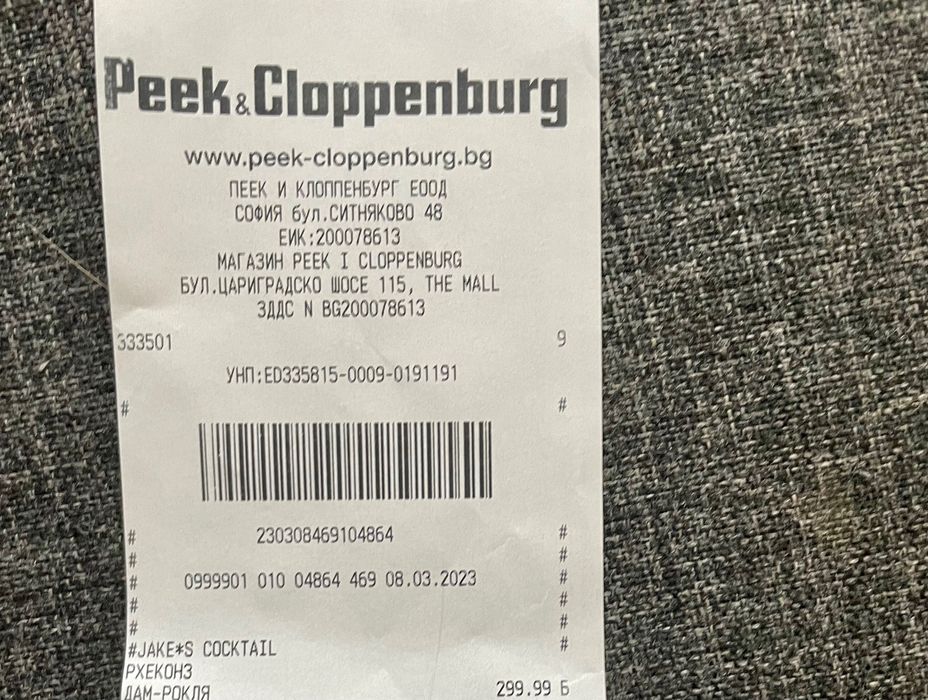 Peek & Cloppenburg
www.peek-cloppenburg.bg
ПЕЕК И КЛОППЕНБУРГ ЕООД
СОФИЯ бул.СИТНЯКОВО 48
ЕИК:200078613
МАГАЗИН PEEK I CLOPPENBURG
БУЛ.ЦАРИГРАДСКО ШОСЕ 115, THE MALL
ЗДДС N BG200078613
333501 9
УНП:ED335815-0009-0191191
# #
230308469104864
# #
# #
# 0999901 010 04864 469 08.03.2023 #
# #
# #
#JAKE*S COCKTAIL #
РХЕКОНЗ
ДАМ-РОКЛЯ 299.99 Б